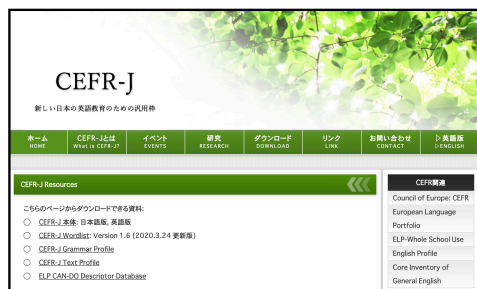 CEFR-J
新しい日本の英語教育のための汎用枠
ホーム CEFR-Jとは イベント 研究 ダウンロード リンク お問い合わせ ▷英語版
HOME What is CEFR-J? EVENTS RESEARCH DOWNLOAD LINK CONTACT ▷ENGLISH
CEFR-J Resources
こちらのページからダウンロードできる資料:
○ CEFR-J 本体: 日本語版, 英語版
○ CEFR-J Wordlist: Version 1.6 (2020.3.24 更新版)
○ CEFR-J Grammar Profile
○ CEFR-J Text Profile
○ ELP CAN-DO Descriptor Database
CEFR関連
Council of Europe: CEFR
European Language
Portfolio
ELP-Whole School Use
English Profile
Core Inventory of
General English